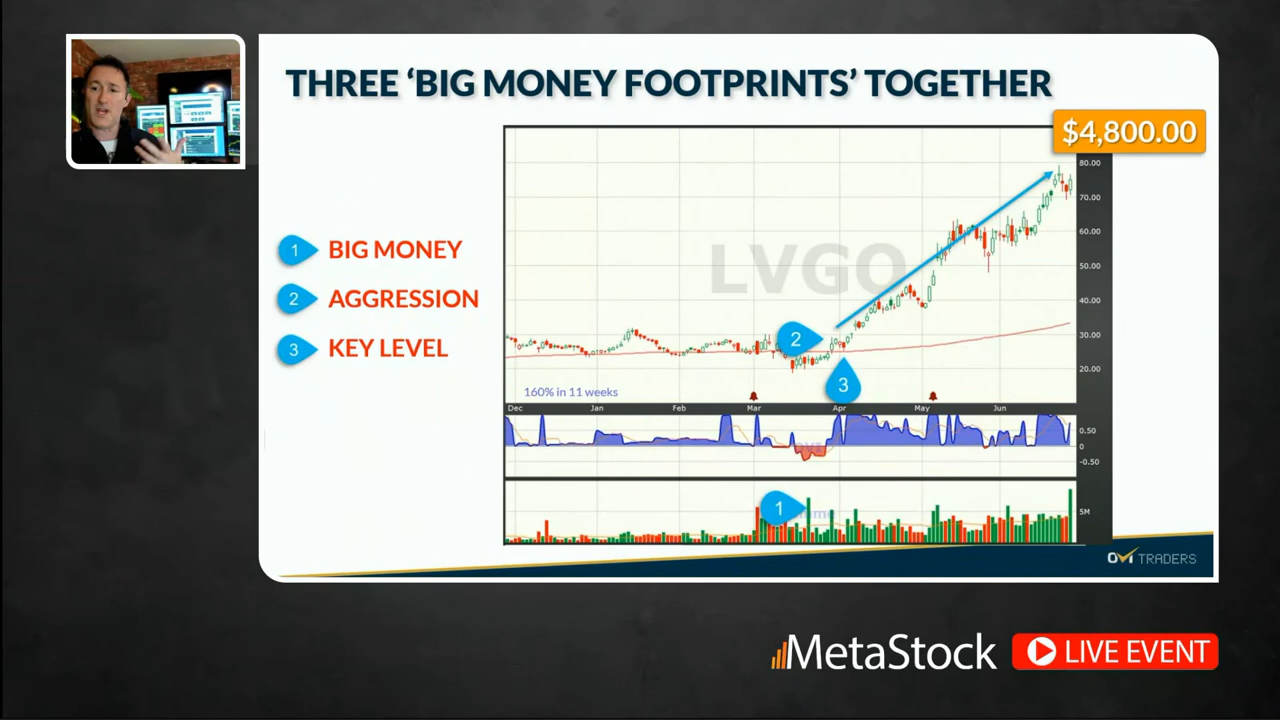 THREE ‘BIG MONEY FOOTPRINTS’ TOGETHER
$4,800.00
1 BIG MONEY
2 AGGRESSION
3 KEY LEVEL
LVGO
80.00
70.00
60.00
50.00
40.00
30.00
20.00
2
3
160% in 11 weeks
Dec Jan Feb Mar Apr May Jun
0.50
0
-0.50
1
5M
OVI TRADERS
MetaStock LIVE EVENT